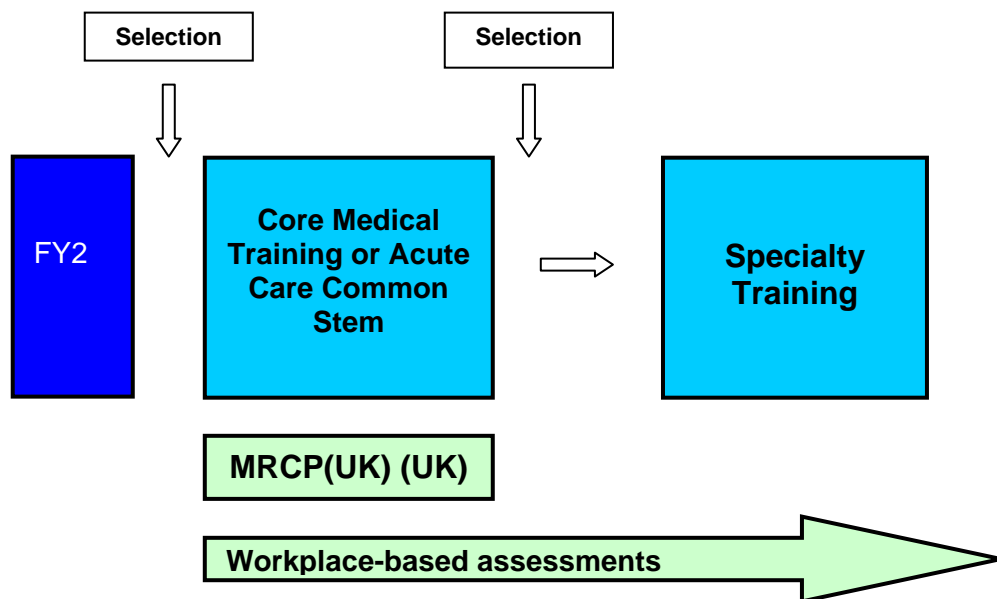 Selection
Selection
FY2
Core Medical
Training or Acute
Care Common
Stem
Specialty
Training
MRCP(UK) (UK)
Workplace-based assessments